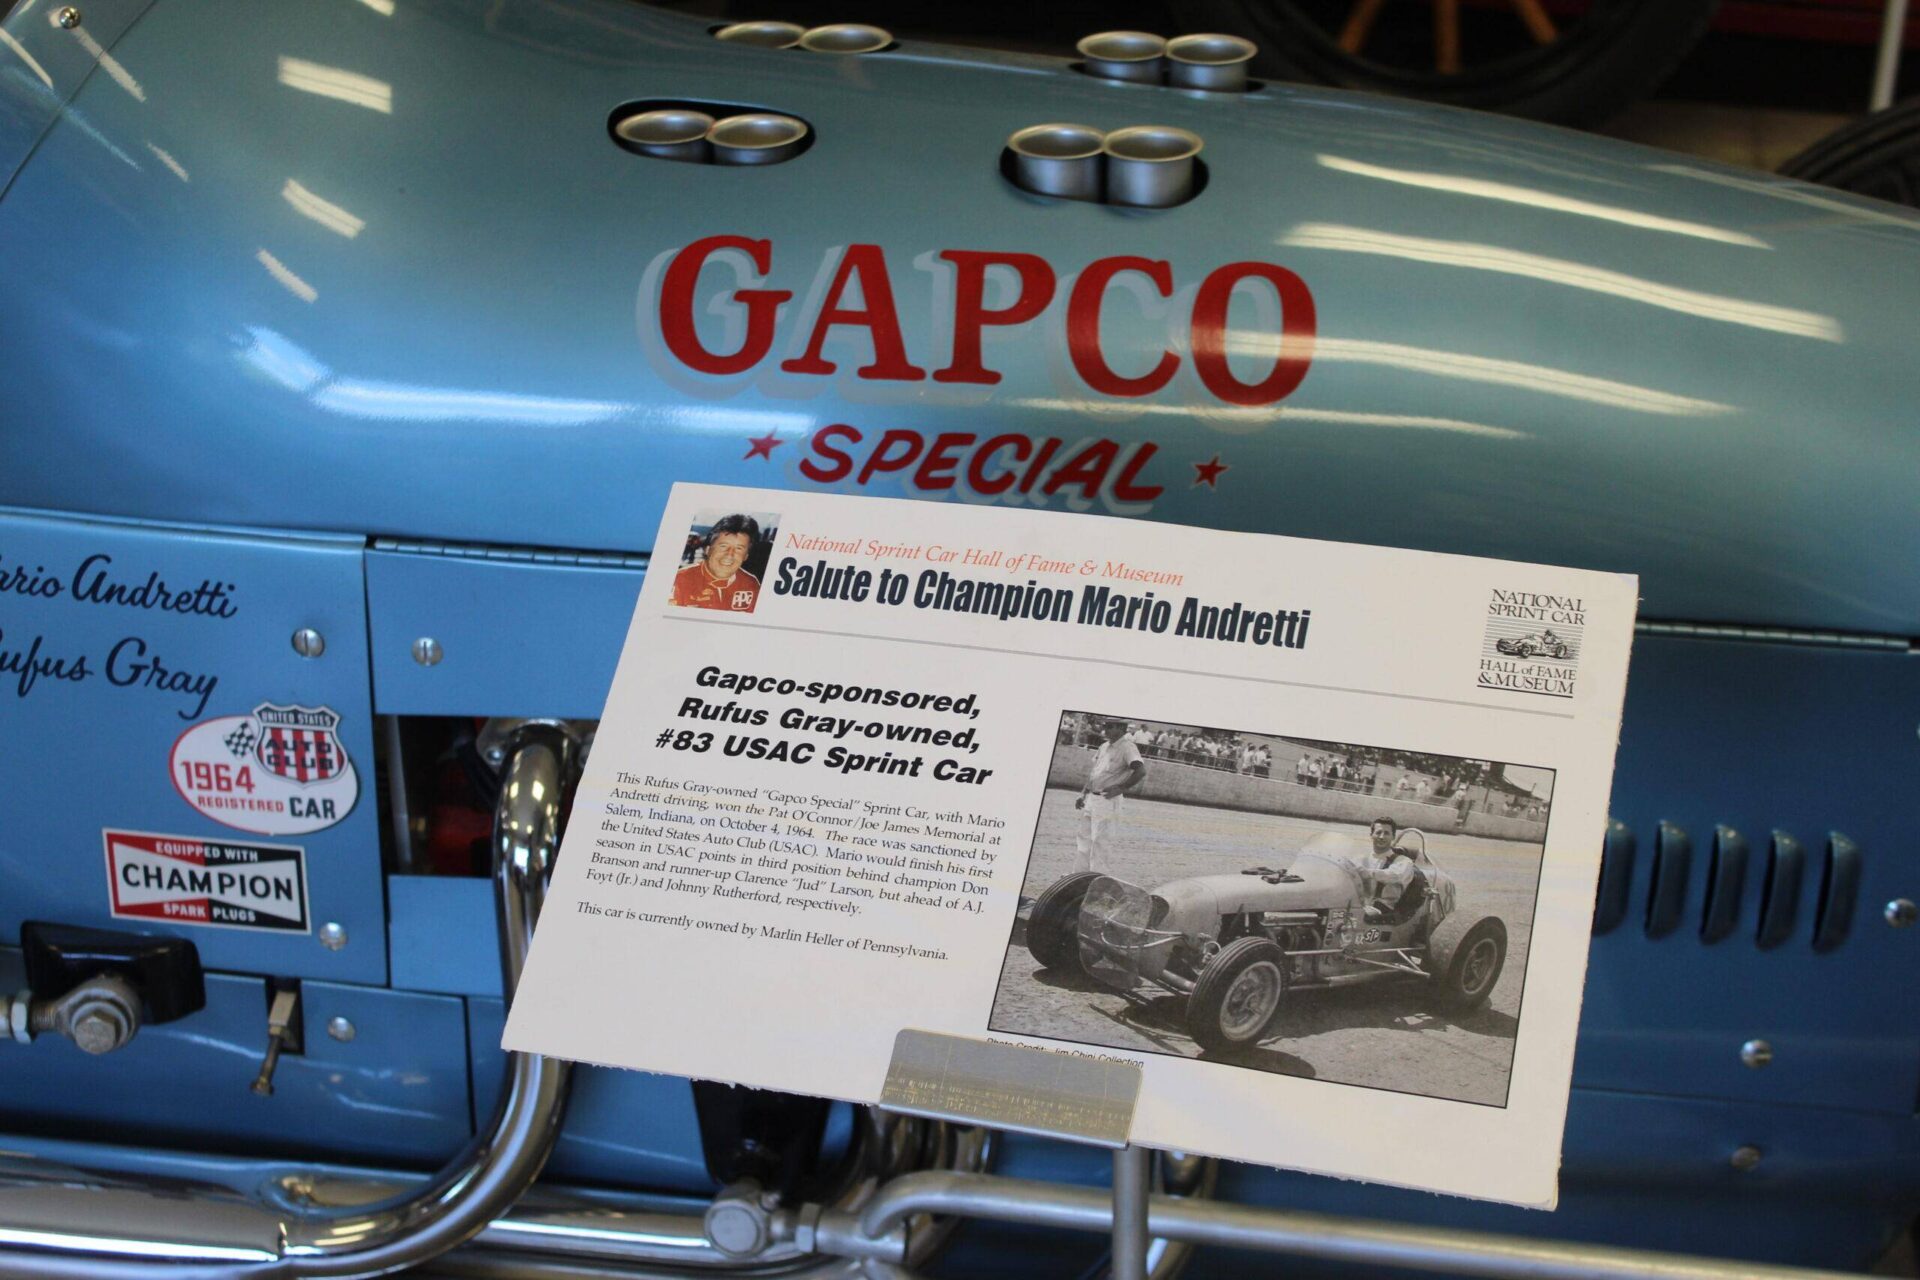 GAPCO
SPECIAL
Andretti
Gray
UNITED STATES
AUTO
CLUB
1964
REGISTERED CAR
EQUIPPED WITH
CHAMPION
SPARK PLUGS
National Sprint Car Hall of Fame & Museum
Salute to Champion Mario Andretti
NATIONAL
SPRINT CAR
HALL of FAME
& MUSEUM
Gapco-sponsored,
Rufus Gray-owned,
#83 USAC Sprint Car
This Rufus Gray-owned "Gapco Special" Sprint Car, with Mario
Andretti driving, won the Pat O'Connor/Joe James Memorial at
Salem, Indiana, on October 4, 1964. The race was sanctioned by
the United States Auto Club (USAC). Mario would finish his first
season in USAC points in third position behind champion Don
Branson and runner-up Clarence "Jud" Larson, but ahead of A.J.
Foyt (Jr.) and Johnny Rutherford, respectively.
This car is currently owned by Marlin Heller of Pennsylvania.
STP
Photo Credit: Jim Chini Collection